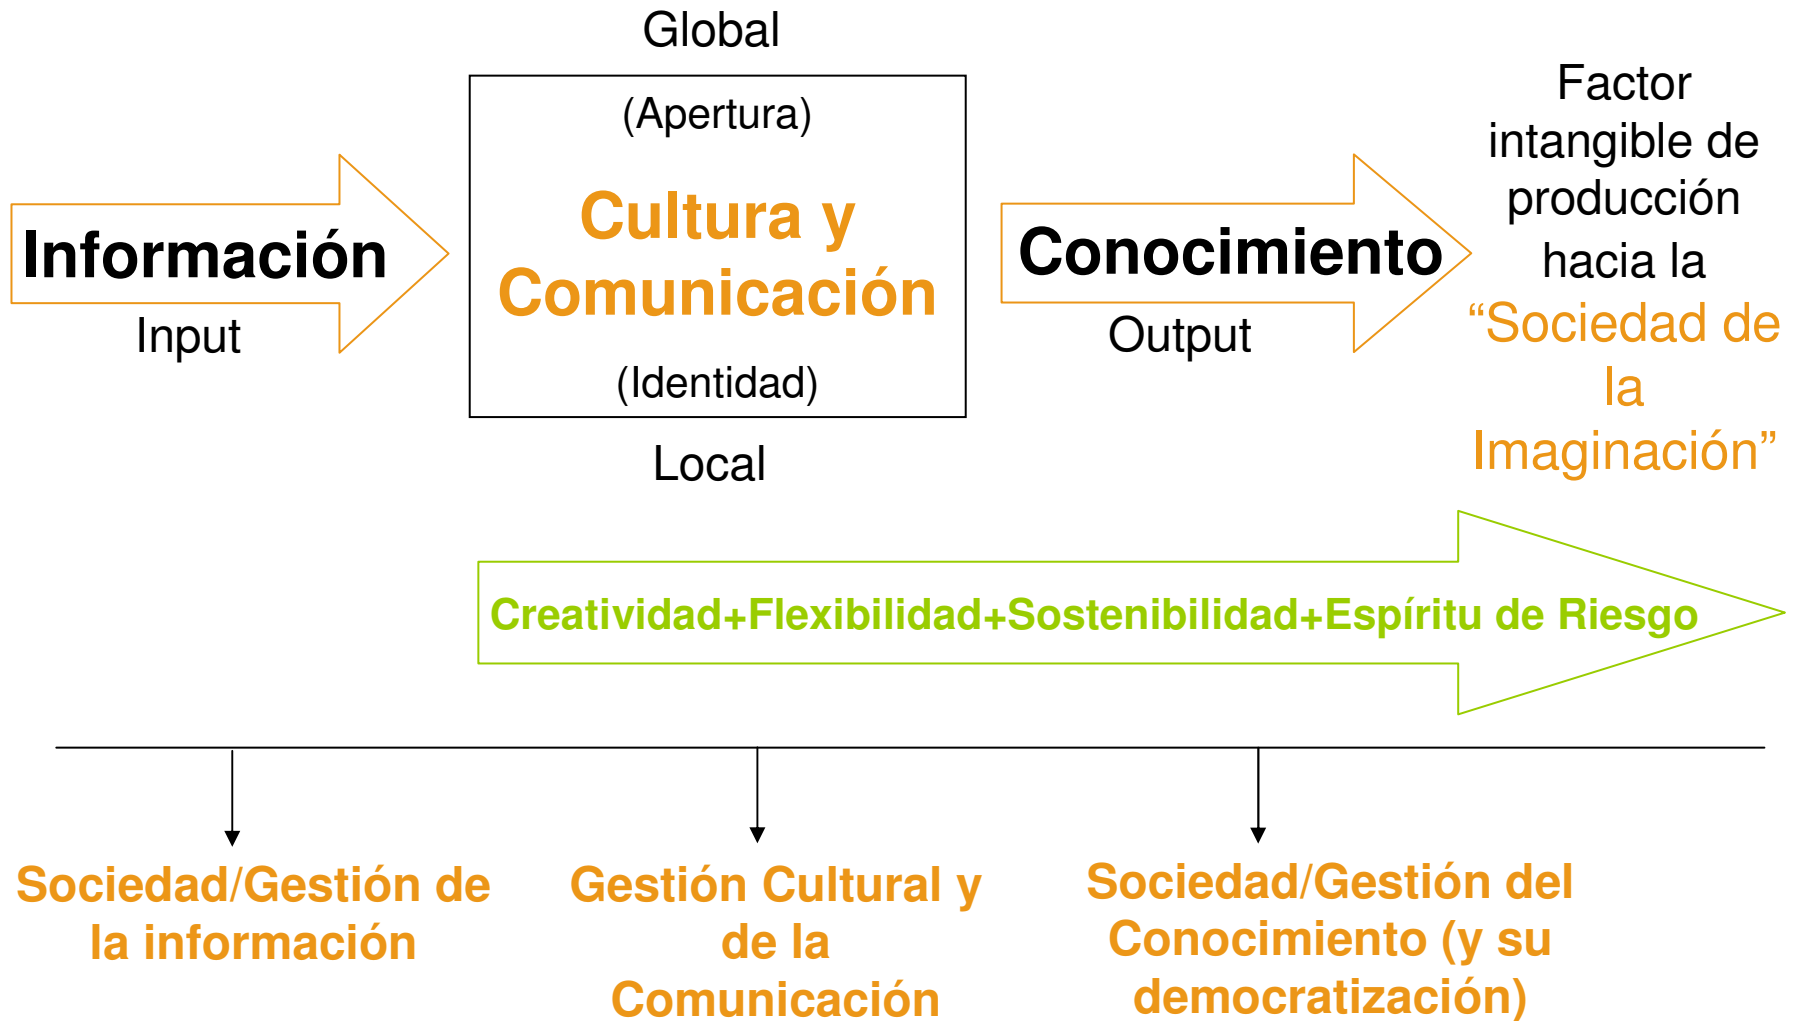 Global
(Apertura)
Cultura y
Comunicación
(Identidad)
Local
Información
Input
Conocimiento
Output
Factor
intangible de
producción
hacia la
“Sociedad de
la
Imaginación”
Creatividad+Flexibilidad+Sostenibilidad+Espíritu de Riesgo
Sociedad/Gestión de
la información
Gestión Cultural y
de la
Comunicación
Sociedad/Gestión del
Conocimiento (y su
democratización)